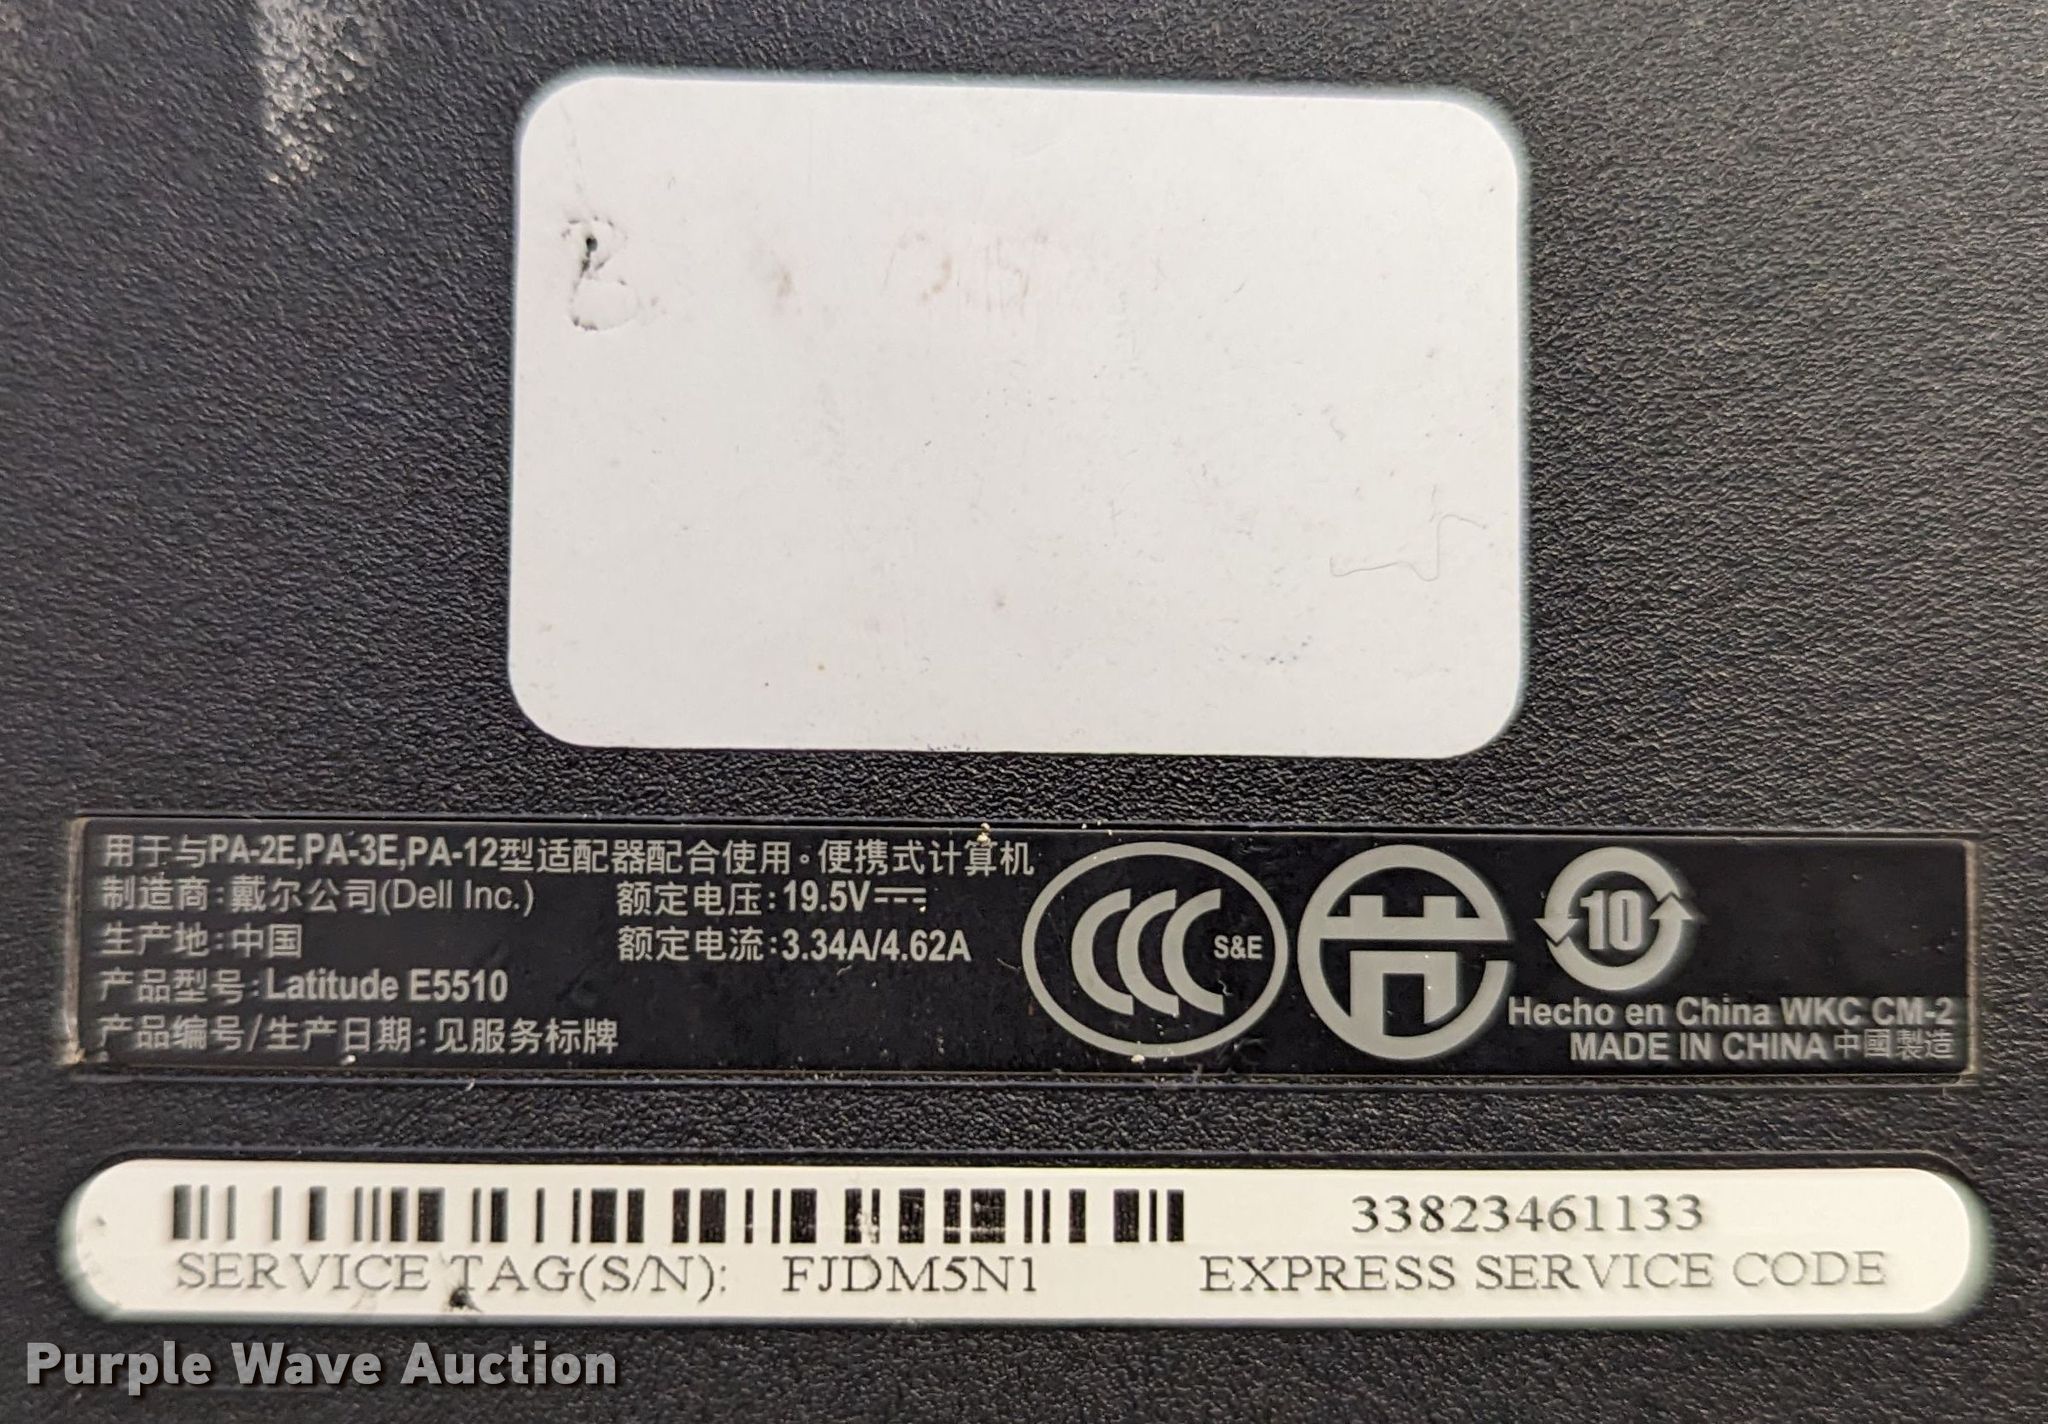 用于与PA-2E,PA-3E,PA-12型适配器配合使用。便携式计算机
制造商:戴尔公司(Dell Inc.) 额定电压:19.5V⎓
生产地:中国 额定电流:3.34A/4.62A
产品型号:Latitude E5510
产品编号/生产日期:见服务标牌
CCC S&E
10
Hecho en China WKC CM-2
MADE IN CHINA 中國製造
33823461133
SERVICE TAG(S/N): FJDM5N1 EXPRESS SERVICE CODE
Purple Wave Auction